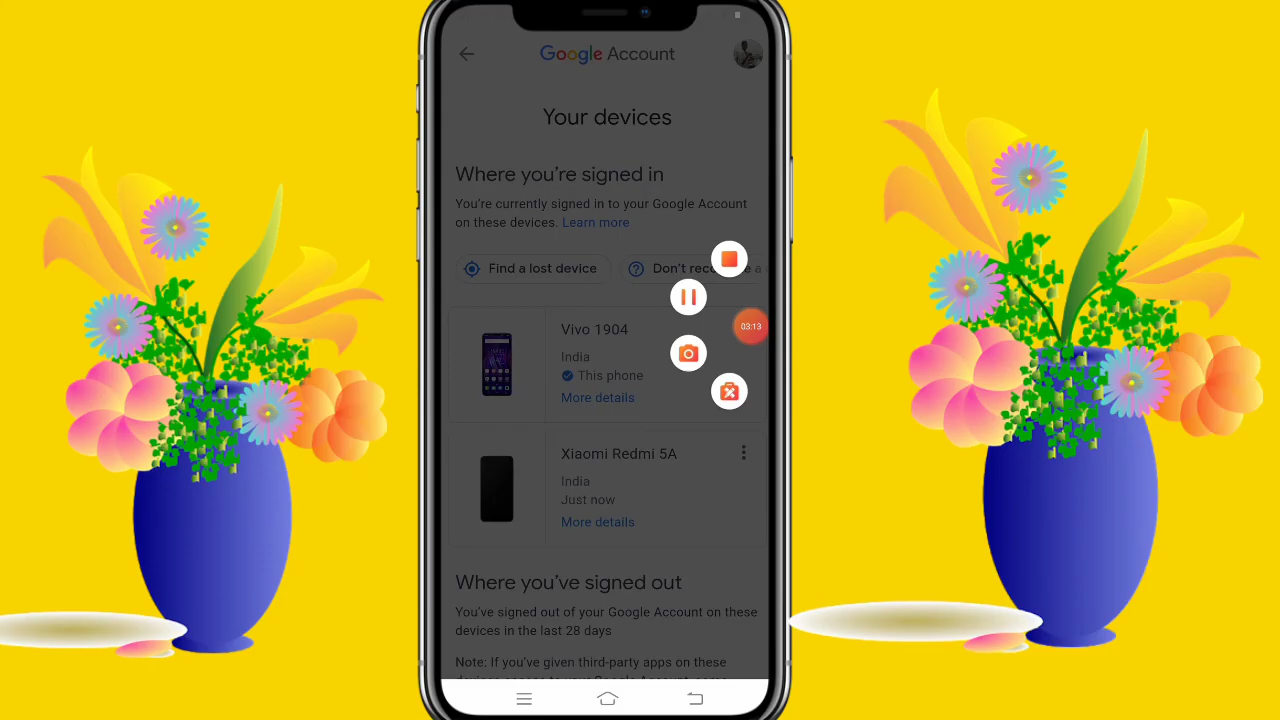 Google Account
Your devices
Where you're signed in
You're currently signed in to your Google Account
on these devices. Learn more
Find a lost device
Don't
03:13
Vivo 1904
India
This phone
More details
Xiaomi Redmi 5A
India
Just now
More details
Where you've signed out
You've signed out of your Google Account on these
devices in the last 28 days
Note: If you've given third-party apps on these